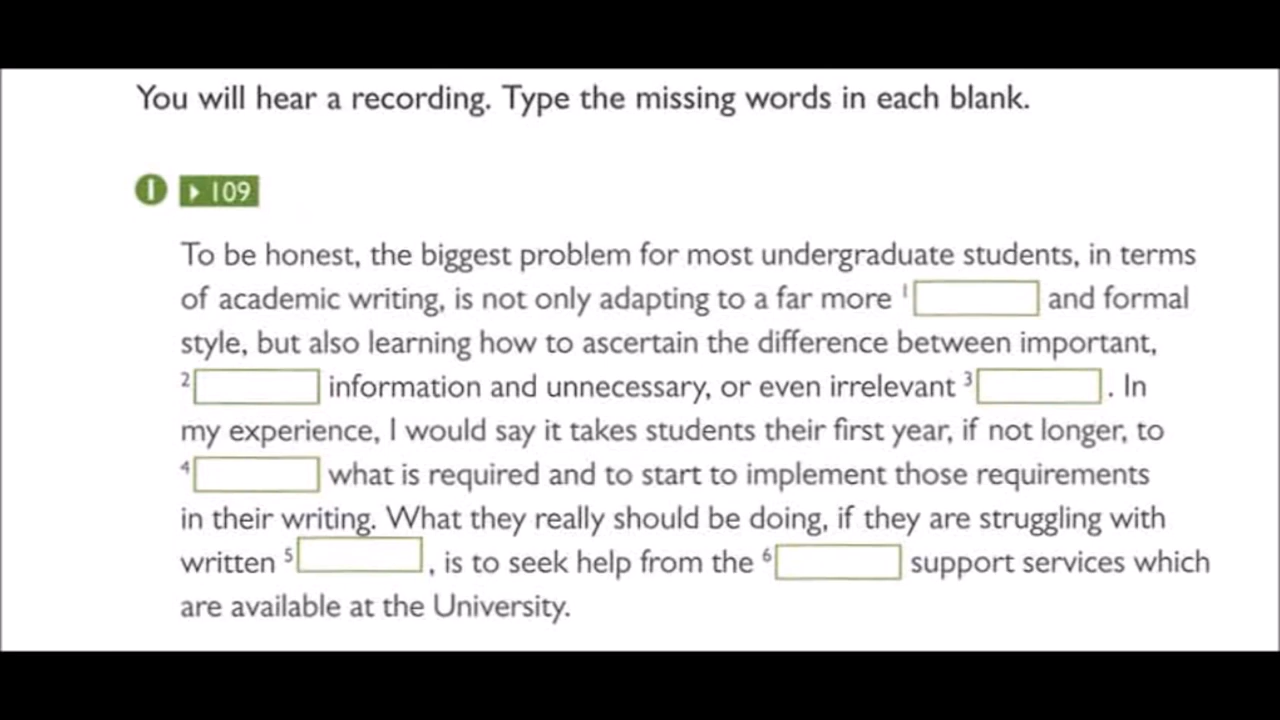 You will hear a recording. Type the missing words in each blank.
1 ▶ 109
To be honest, the biggest problem for most undergraduate students, in terms
of academic writing, is not only adapting to a far more 1 and formal
style, but also learning how to ascertain the difference between important,
2 information and unnecessary, or even irrelevant 3 . In
my experience, I would say it takes students their first year, if not longer, to
4 what is required and to start to implement those requirements
in their writing. What they really should be doing, if they are struggling with
written 5 , is to seek help from the 6 support services which
are available at the University.